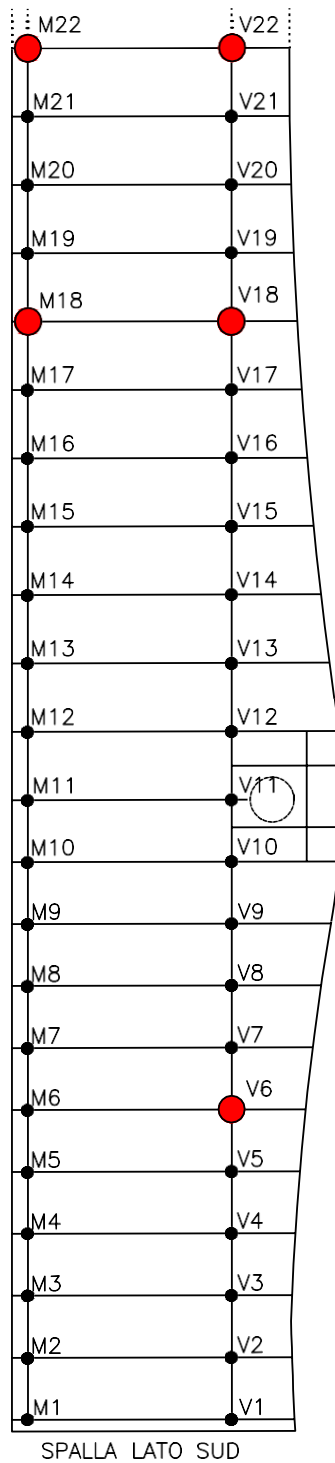 M22 V22
M21 V21
M20 V20
M19 V19
M18 V18
M17 V17
M16 V16
M15 V15
M14 V14
M13 V13
M12 V12
M11 V11
M10 V10
M9 V9
M8 V8
M7 V7
M6 V6
M5 V5
M4 V4
M3 V3
M2 V2
M1 V1
SPALLA LATO SUD